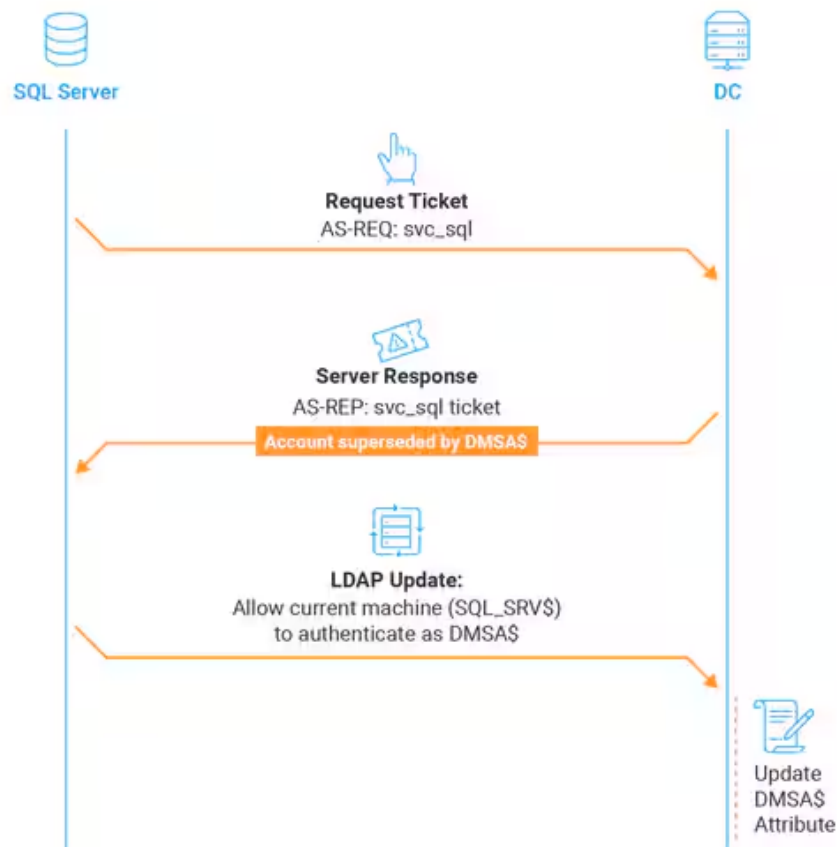 SQL Server
DC
Request Ticket
AS-REQ: svc_sql
Server Response
AS-REP: svc_sql ticket
Account superseded by DMSA$
LDAP Update:
Allow current machine (SQL_SRV$)
to authenticate as DMSA$
Update
DMSA$
Attribute